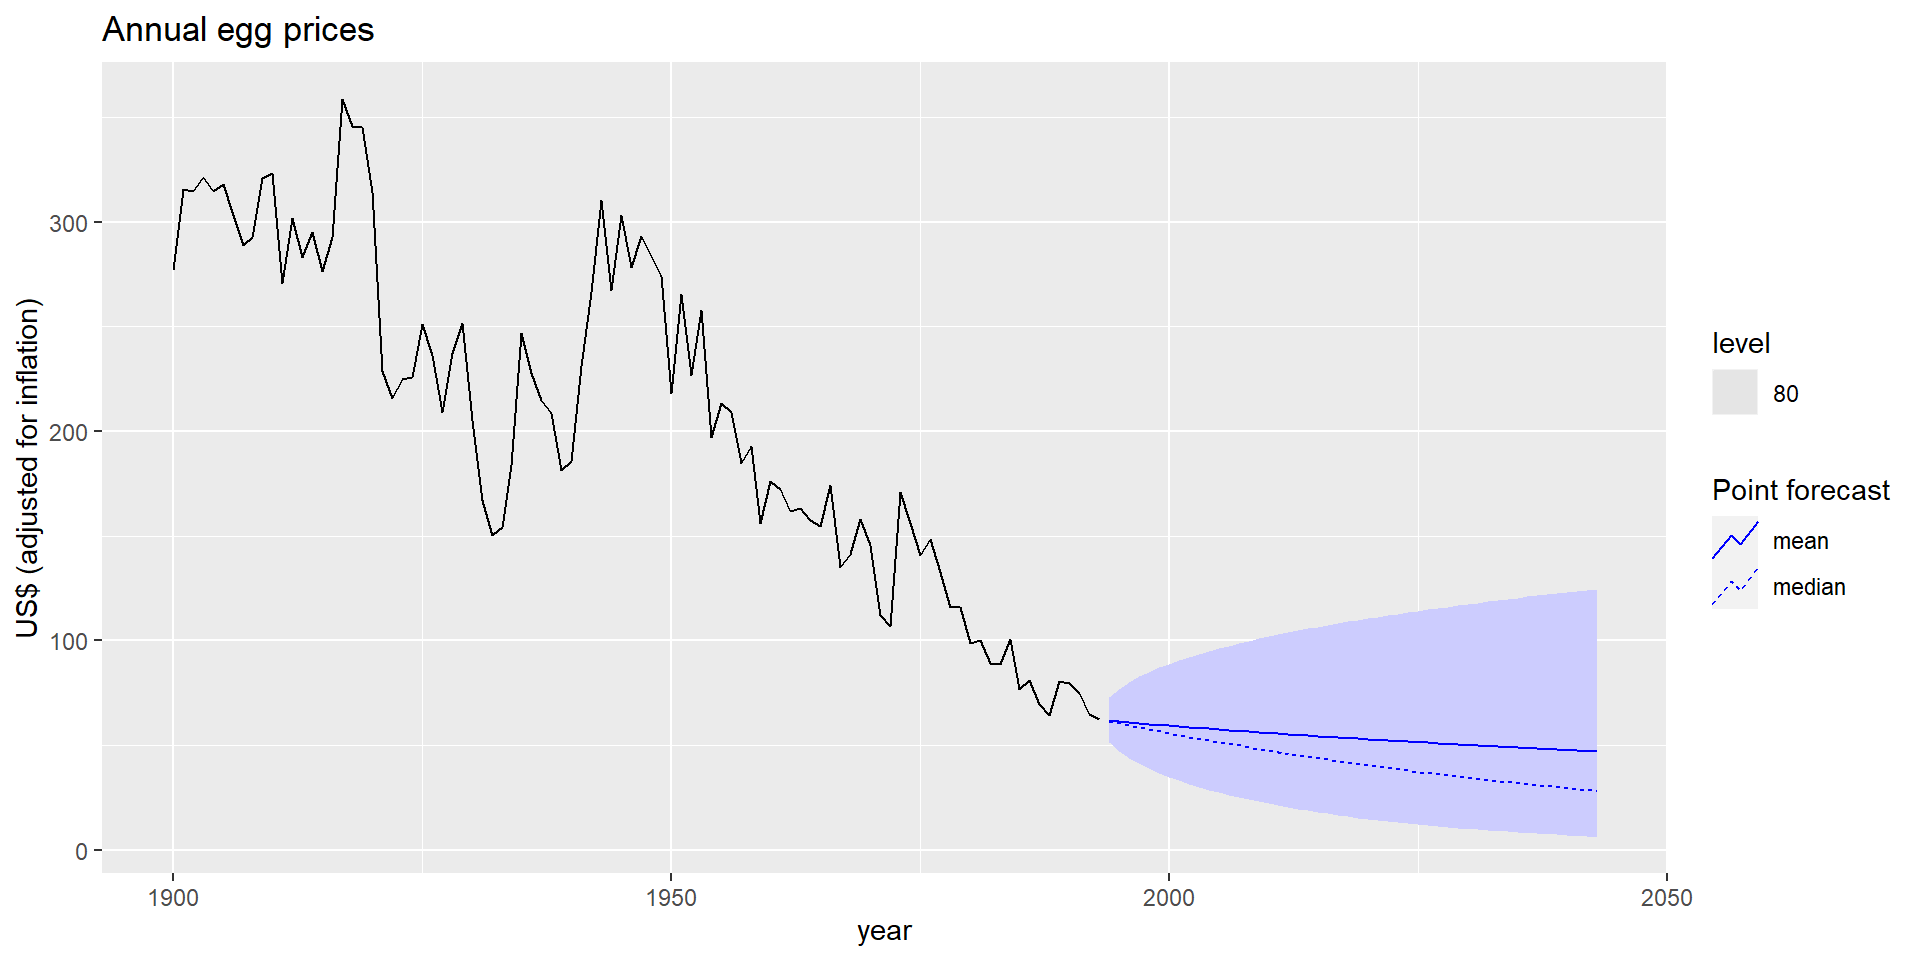 Annual egg prices
US$ (adjusted for inflation)
300
200
100
0
1900
1950
2000
2050
year
level
80
Point forecast
mean
median